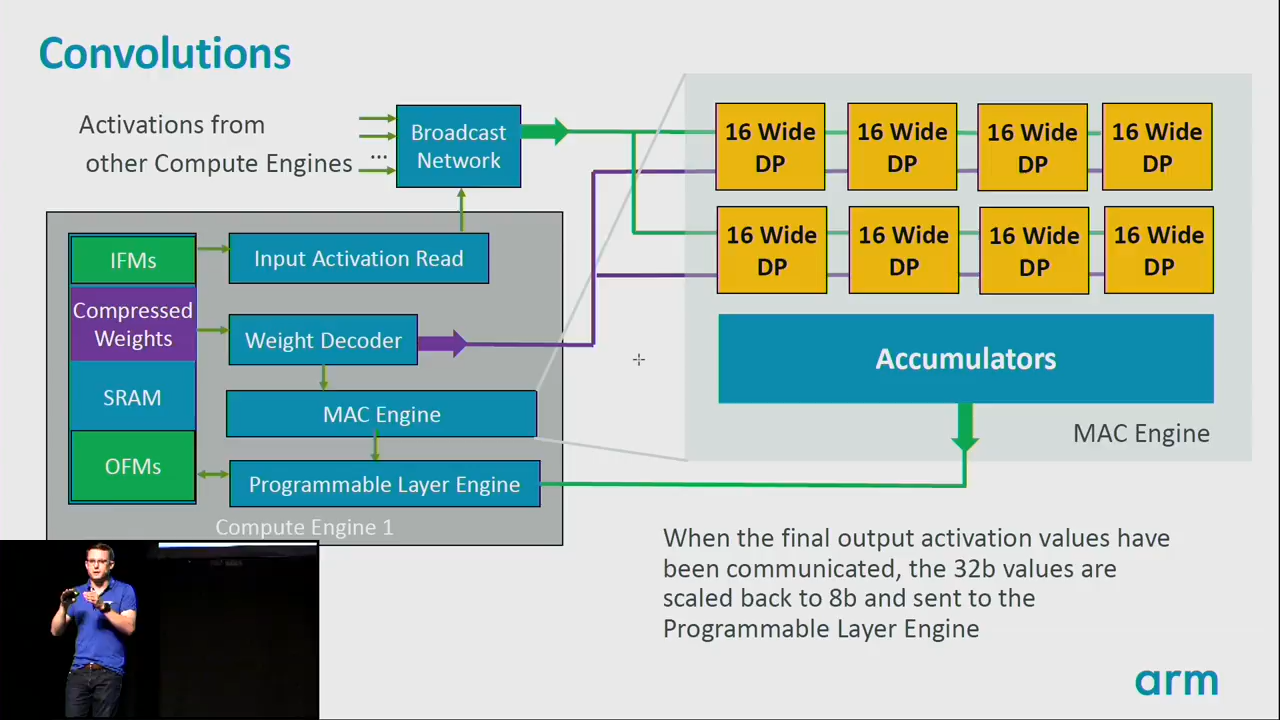 Convolutions
Activations from
other Compute Engines
...
Broadcast
Network
IFMs
Input Activation Read
Compressed
Weights
Weight Decoder
SRAM
MAC Engine
OFMs
Programmable Layer Engine
Compute Engine 1
16 Wide
DP
16 Wide
DP
16 Wide
DP
16 Wide
DP
16 Wide
DP
16 Wide
DP
16 Wide
DP
16 Wide
DP
Accumulators
MAC Engine
When the final output activation values have
been communicated, the 32b values are
scaled back to 8b and sent to the
Programmable Layer Engine
arm